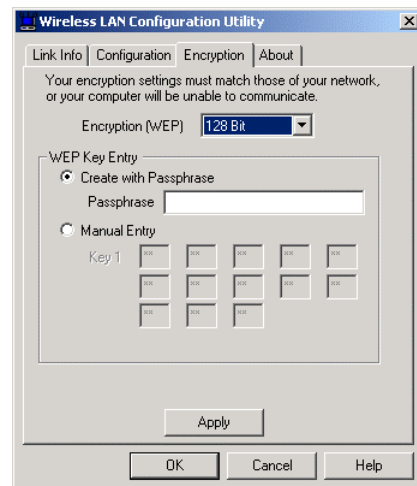 Wireless LAN Configuration Utility
Link Info Configuration Encryption About
Your encryption settings must match those of your network,
or your computer will be unable to communicate.
Encryption (WEP) 128 Bit
WEP Key Entry
Create with Passphrase
Passphrase
Manual Entry
Key 1 ** ** ** ** **
** ** ** ** **
** ** **
Apply
OK Cancel Help